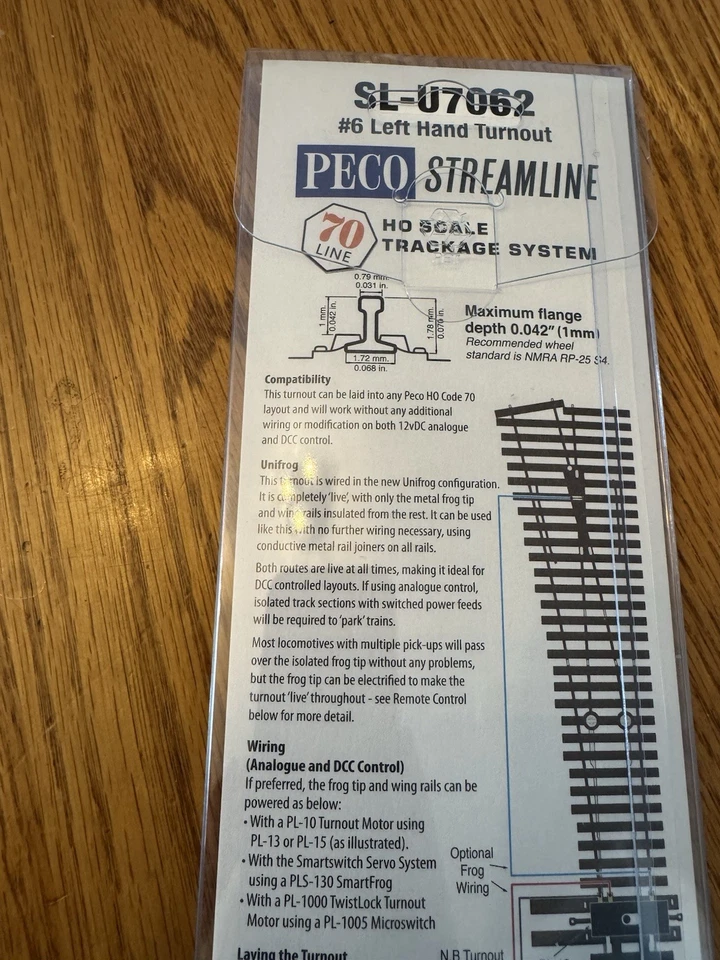 SL-U7062
#6 Left Hand Turnout
PECO STREAMLINE
70 LINE
HO SCALE
TRACKAGE SYSTEM
0.79 mm.
0.031 in.
1 mm.
0.042 in.
1.78 mm.
0.070 in.
1.72 mm.
0.068 in.
Maximum flange
depth 0.042" (1mm)
Recommended wheel
standard is NMRA RP-25 S4.
Compatibility
This turnout can be laid into any Peco HO Code 70
layout and will work without any additional
wiring or modification on both 12vDC analogue
and DCC control.
Unifrog
This turnout is wired in the new Unifrog configuration.
It is completely 'live', with only the metal frog tip
and wing rails insulated from the rest. It can be used
like this with no further wiring necessary, using
conductive metal rail joiners on all rails.
Both routes are live at all times, making it ideal for
DCC controlled layouts. If using analogue control,
isolated track sections with switched power feeds
will be required to 'park' trains.
Most locomotives with multiple pick-ups will pass
over the isolated frog tip without any problems,
but the frog tip can be electrified to make the
turnout 'live' throughout - see Remote Control
below for more detail.
Wiring
(Analogue and DCC Control)
If preferred, the frog tip and wing rails can be
powered as below:
• With a PL-10 Turnout Motor using
PL-13 or PL-15 (as illustrated).
• With the Smartswitch Servo System
using a PLS-130 SmartFrog
• With a PL-1000 TwistLock Turnout
Motor using a PL-1005 Microswitch
Optional
Frog
Wiring
Laying the Turnout
N.B Turnout